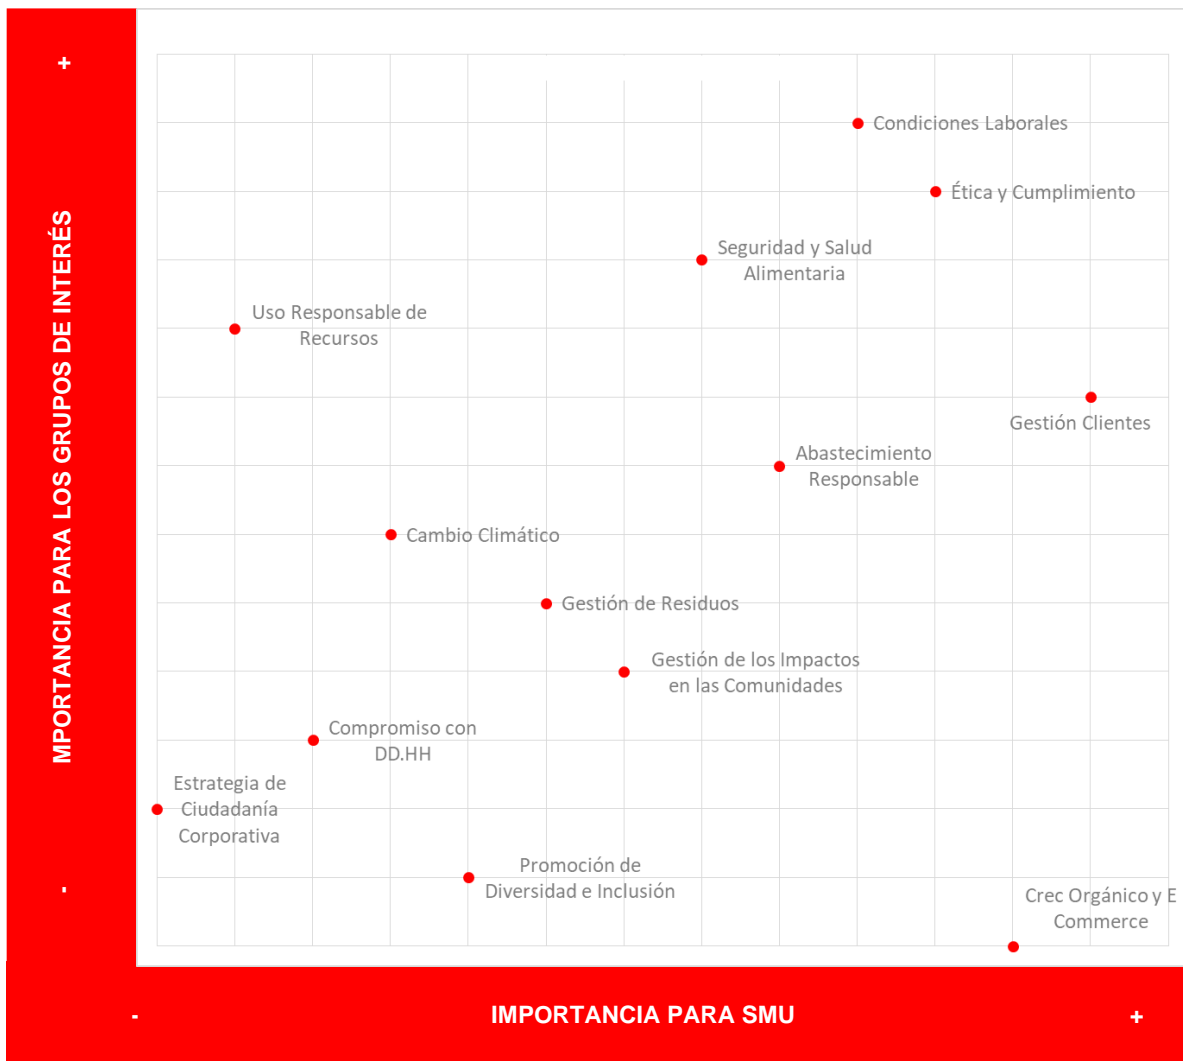 +
MPORTANCIA PARA LOS GRUPOS DE INTERÉS
-
Condiciones Laborales
Ética y Cumplimiento
Seguridad y Salud
Alimentaria
Uso Responsable de
Recursos
Gestión Clientes
Abastecimiento
Responsable
Cambio Climático
Gestión de Residuos
Gestión de los Impactos
en las Comunidades
Compromiso con
DD.HH
Estrategia de
Ciudadanía
Corporativa
Promoción de
Diversidad e Inclusión
Crec Orgánico y E
Commerce
-
IMPORTANCIA PARA SMU
+